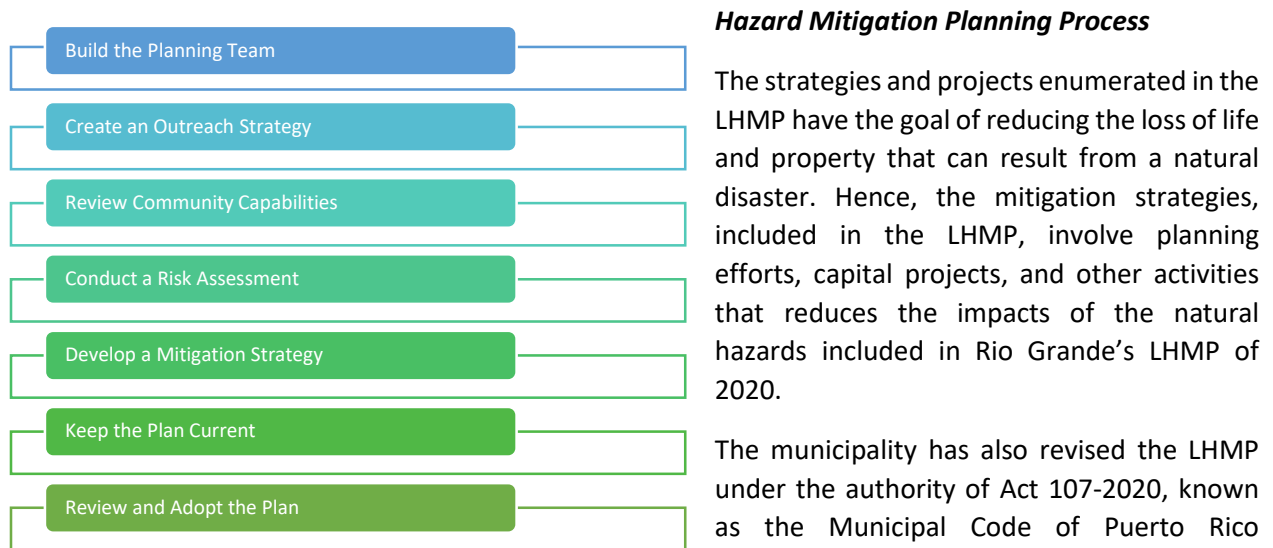 Build the Planning Team
Create an Outreach Strategy
Review Community Capabilities
Conduct a Risk Assessment
Develop a Mitigation Strategy
Keep the Plan Current
Review and Adopt the Plan
Hazard Mitigation Planning Process
The strategies and projects enumerated in the
LHMP have the goal of reducing the loss of life
and property that can result from a natural
disaster. Hence, the mitigation strategies,
included in the LHMP, involve planning
efforts, capital projects, and other activities
that reduces the impacts of the natural
hazards included in Rio Grande’s LHMP of
2020.
The municipality has also revised the LHMP
under the authority of Act 107-2020, known
as the Municipal Code of Puerto Rico